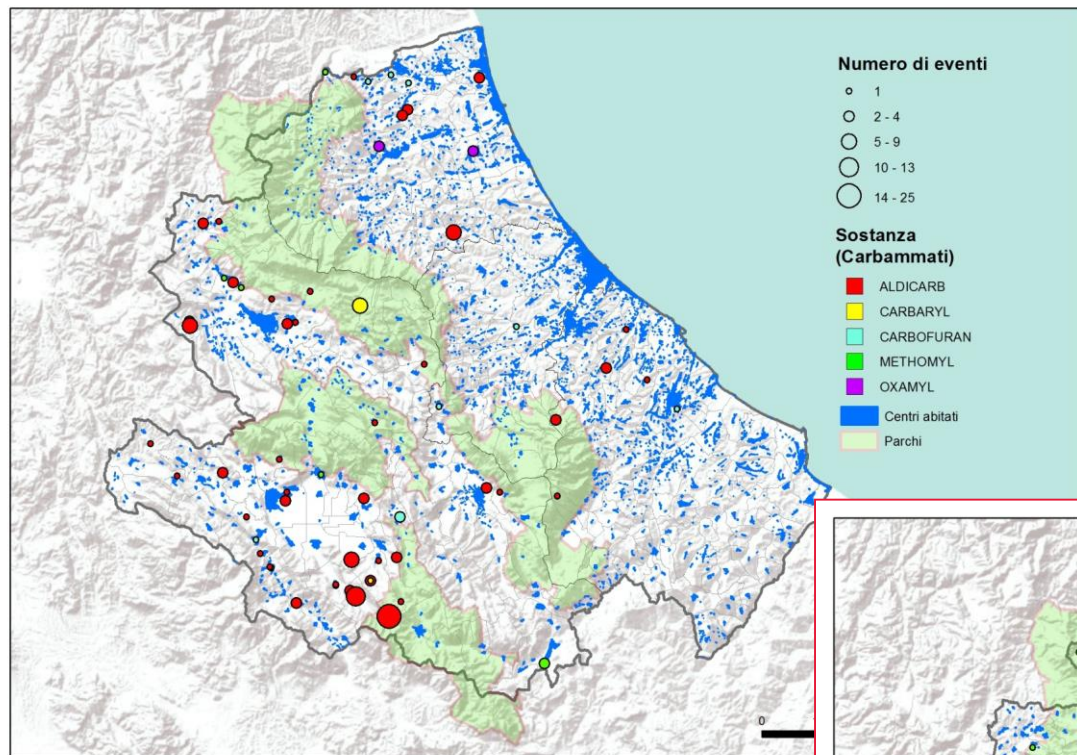 Numero di eventi
1
2 - 4
5 - 9
10 - 13
14 - 25
Sostanza
(Carbammati)
ALDICARB
CARBARYL
CARBOFURAN
METHOMYL
OXAMYL
Centri abitati
Parchi
0